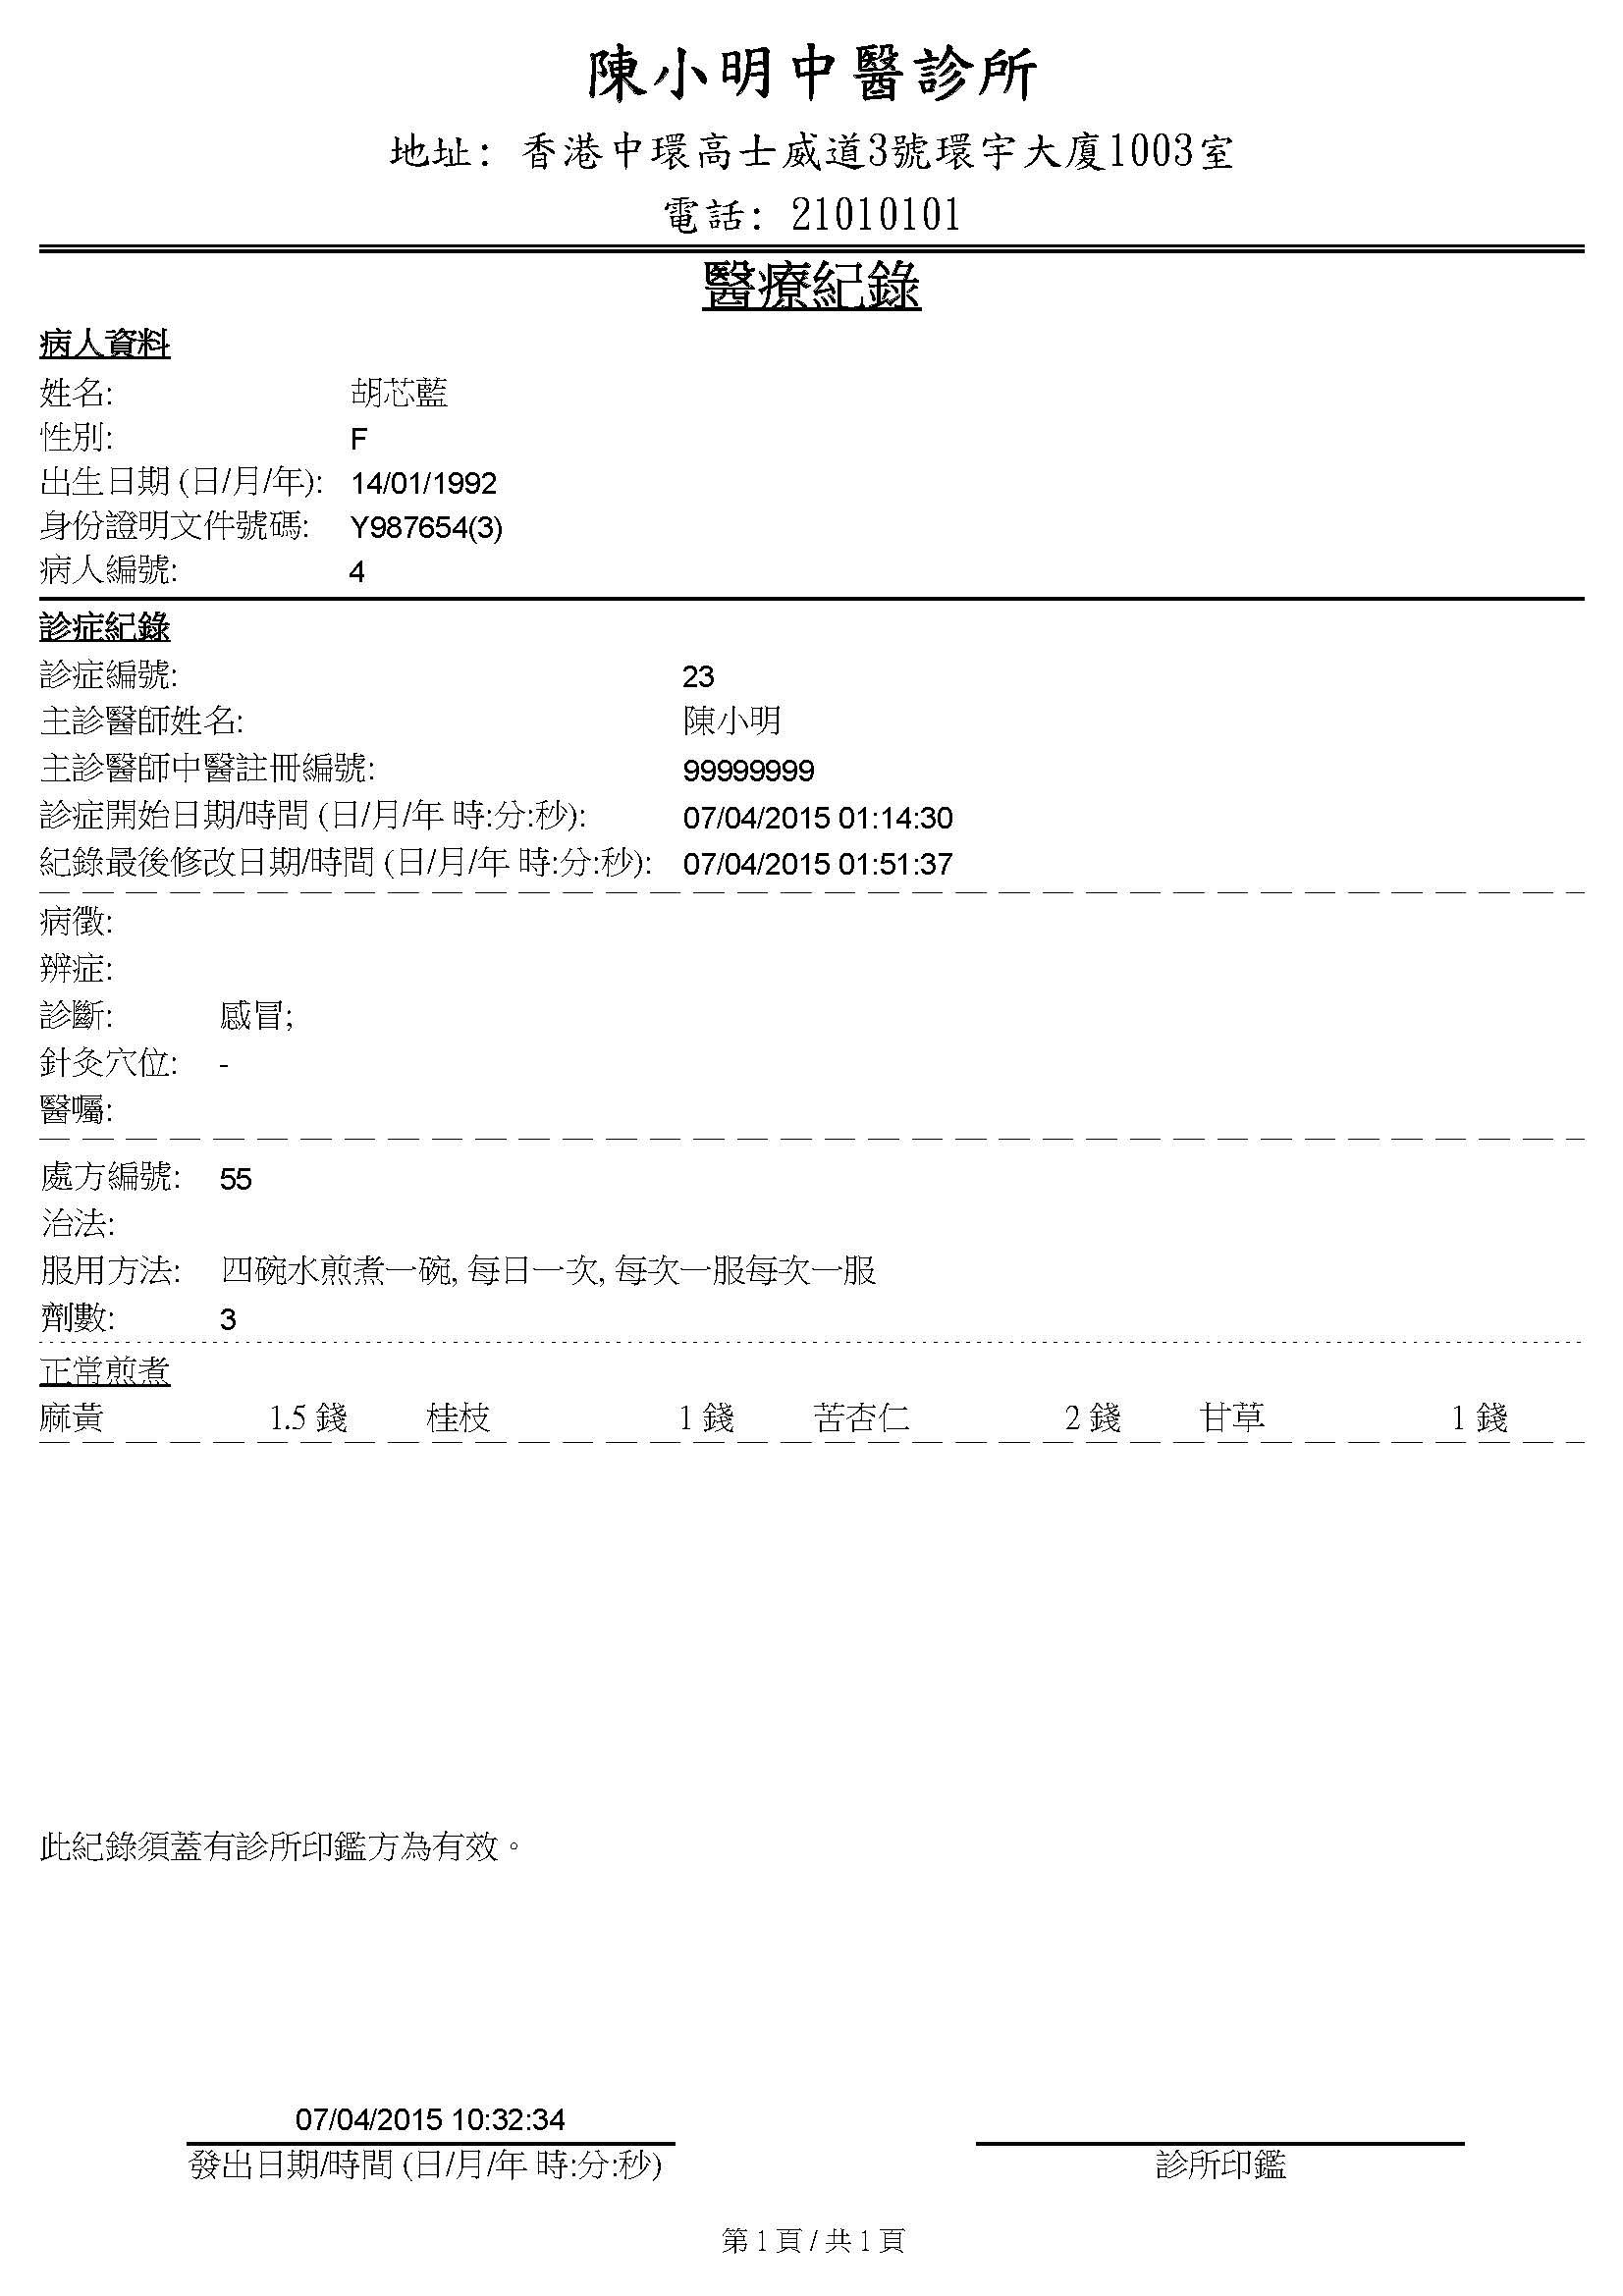 陳小明中醫診所
地址: 香港中環高士威道3號環宇大廈1003室
電話: 21010101
醫療紀錄
病人資料
姓名: 胡芯藍
性別: F
出生日期 (日/月/年): 14/01/1992
身份證明文件號碼: Y987654(3)
病人編號: 4
診症紀錄
診症編號: 23
主診醫師姓名: 陳小明
主診醫師中醫註冊編號: 99999999
診症開始日期/時間 (日/月/年 時:分:秒): 07/04/2015 01:14:30
紀錄最後修改日期/時間 (日/月/年 時:分:秒): 07/04/2015 01:51:37
病徵:
辨症:
診斷: 感冒;
針灸穴位: -
醫囑:
處方編號: 55
治法:
服用方法: 四碗水煎煮一碗, 每日一次, 每次一服每次一服
劑數: 3
正常煎煮
麻黃 1.5 錢 桂枝 1 錢 苦杏仁 2 錢 甘草 1 錢
此紀錄須蓋有診所印鑑方為有效。
07/04/2015 10:32:34
發出日期/時間 (日/月/年 時:分:秒) 診所印鑑
第 1 頁 / 共 1 頁